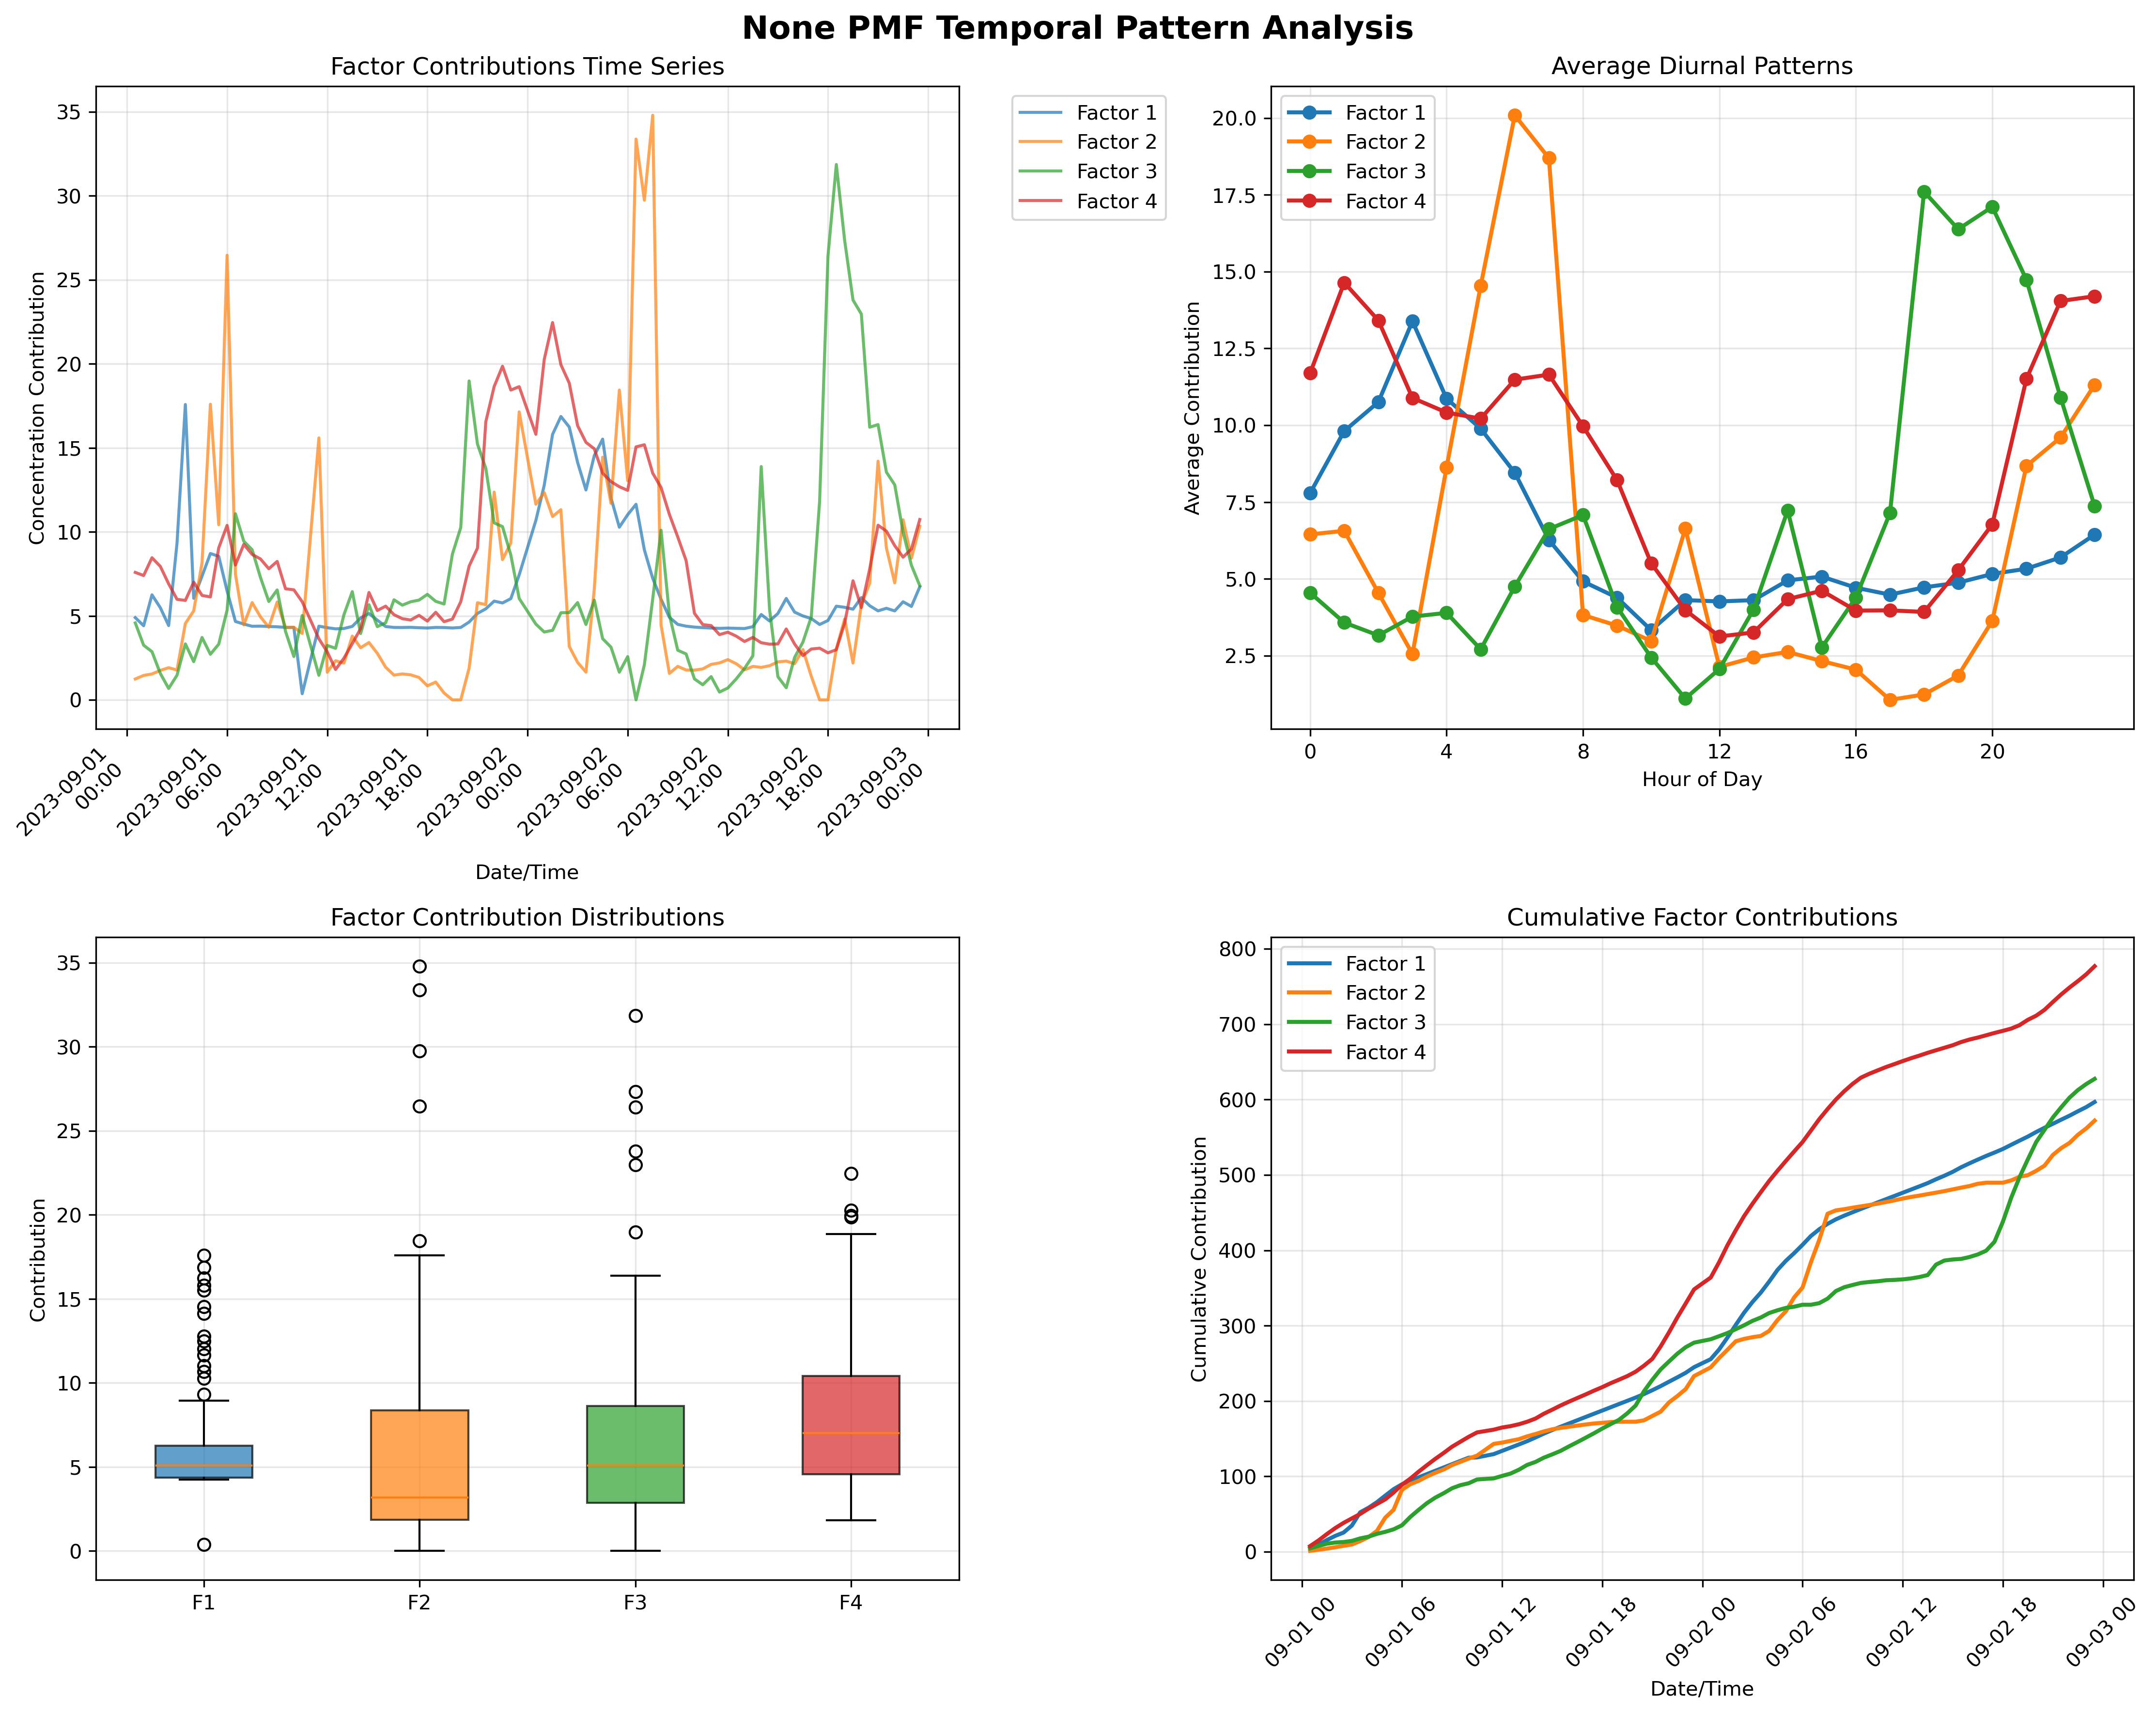 None PMF Temporal Pattern Analysis
Factor Contributions Time Series
Concentration Contribution
35
30
25
20
15
10
5
0
2023-09-01
00:00
2023-09-01
06:00
2023-09-01
12:00
2023-09-01
18:00
2023-09-02
00:00
2023-09-02
06:00
2023-09-02
12:00
2023-09-02
18:00
2023-09-03
00:00
Date/Time
Factor 1
Factor 2
Factor 3
Factor 4
Average Diurnal Patterns
Average Contribution
20.0
17.5
15.0
12.5
10.0
7.5
5.0
2.5
Factor 1
Factor 2
Factor 3
Factor 4
0 4 8 12 16 20
Hour of Day
Factor Contribution Distributions
Contribution
35
30
25
20
15
10
5
0
F1 F2 F3 F4
Cumulative Factor Contributions
Cumulative Contribution
800
700
600
500
400
300
200
100
0
Factor 1
Factor 2
Factor 3
Factor 4
09-01 00
09-01 06
09-01 12
09-01 18
09-02 00
09-02 06
09-02 12
09-02 18
09-03 00
Date/Time